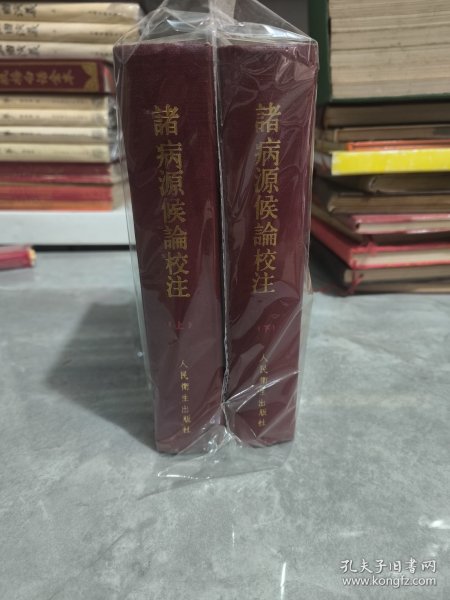 諸病源候論校注
（上）
人民衛生出版社
諸病源候論校注
（下）
人民衛生出版社
孔夫子旧书网
www.kongfz.com